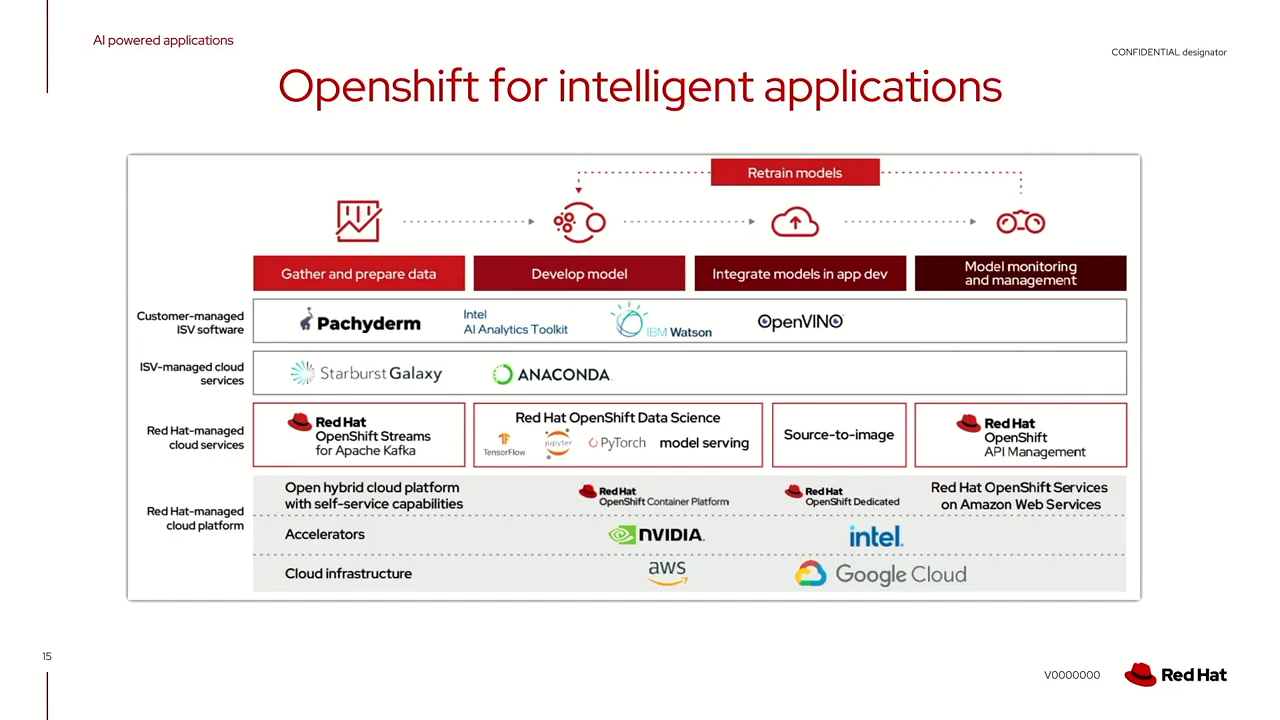 AI powered applications
CONFIDENTIAL designator
Openshift for intelligent applications
Retrain models
Gather and prepare data
Develop model
Integrate models in app dev
Model monitoring
and management
Customer-managed
ISV software
Pachyderm
Intel
AI Analytics Toolkit
IBM Watson
OpenVINO
ISV-managed cloud
services
Starburst Galaxy
ANACONDA
Red Hat-managed
cloud services
Red Hat
OpenShift Streams
for Apache Kafka
Red Hat OpenShift Data Science
TensorFlow
jupyter
PyTorch
model serving
Source-to-image
Red Hat
OpenShift
API Management
Red Hat-managed
cloud platform
Open hybrid cloud platform
with self-service capabilities
Red Hat
OpenShift Container Platform
Red Hat
OpenShift Dedicated
Red Hat OpenShift Services
on Amazon Web Services
Accelerators
NVIDIA
intel
Cloud infrastructure
aws
Google Cloud
15
V0000000
Red Hat